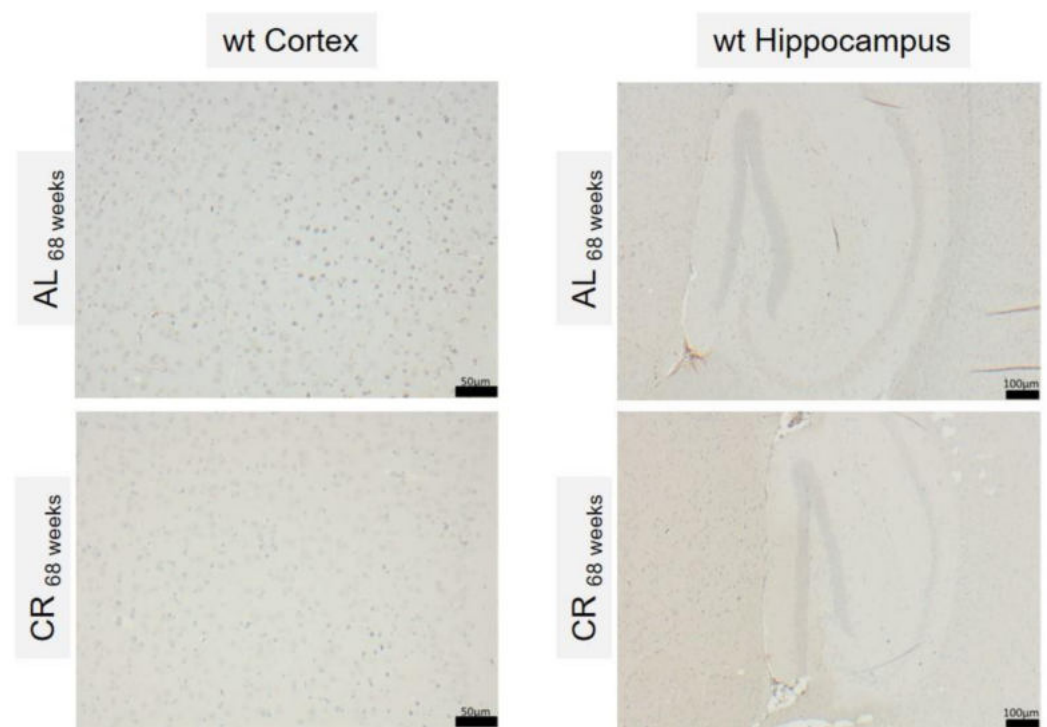 wt Cortex
wt Hippocampus
AL 68 weeks
50µm
AL 68 weeks
100µm
CR 68 weeks
50µm
CR 68 weeks
100µm